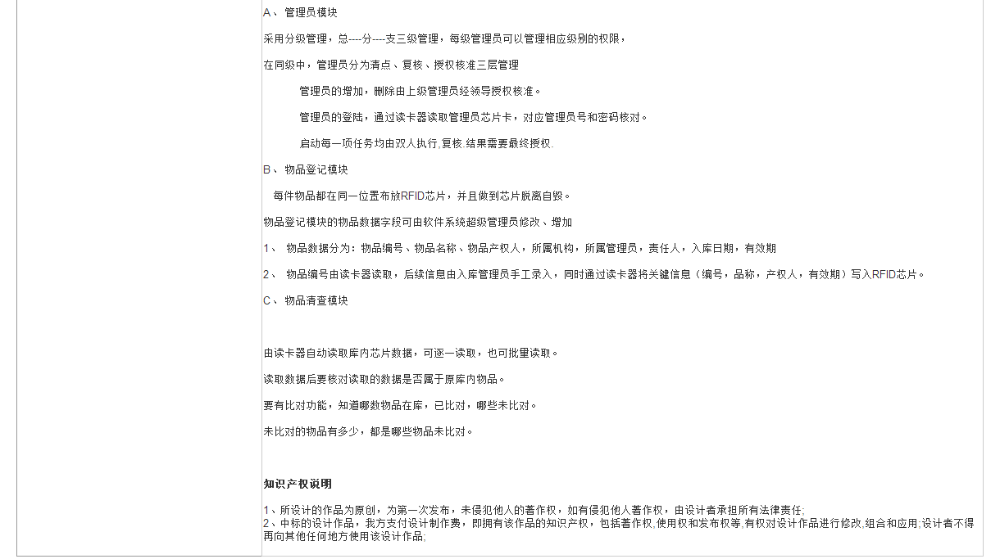 A、 管理员模块
采用分级管理，总----分----支三级管理，每级管理员可以管理相应级别的权限，
在同级中，管理员分为清点、复核、授权核准三层管理
管理员的增加，删除由上级管理员经领导授权核准。
管理员的登陆，通过读卡器读取管理员芯片卡，对应管理员号和密码核对。
启动每一项任务均由双人执行,复核.结果需要最终授权.
B、 物品登记模块
每件物品都在同一位置布放RFID芯片，并且做到芯片脱离自毁。
物品登记模块的物品数据字段可由软件系统超级管理员修改、增加
1、 物品数据分为：物品编号、物品名称、物品产权人，所属机构，所属管理员，责任人，入库日期，有效期
2、 物品编号由读卡器读取，后续信息由入库管理员手工录入，同时通过读卡器将关键信息（编号，品称，产权人，有效期）写入RFID芯片。
C、 物品清查模块
由读卡器自动读取库内芯片数据，可逐一读取，也可批量读取。
读取数据后要核对读取的数据是否属于原库内物品。
要有比对功能，知道哪数物品在库，已比对，哪些未比对。
未比对的物品有多少，都是哪些物品未比对。
知识产权说明
1、所设计的作品为原创，为第一次发布，未侵犯他人的著作权，如有侵犯他人著作权，由设计者承担所有法律责任;
2、中标的设计作品，我方支付设计制作费，即拥有该作品的知识产权，包括著作权,使用权和发布权等,有权对设计作品进行修改,组合和应用;设计者不得
再向其他任何地方使用该设计作品;